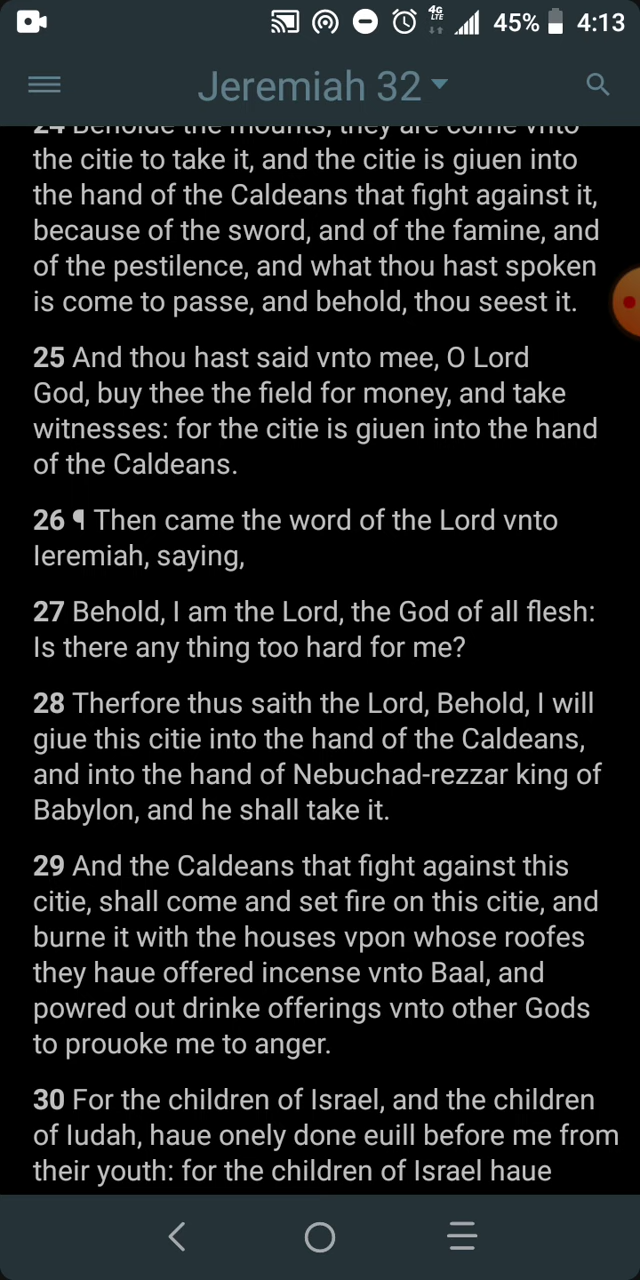 4G
LTE
45%
4:13
Jeremiah 32
24 Beholde the mounts, they are come vnto
the citie to take it, and the citie is giuen into
the hand of the Caldeans that fight against it,
because of the sword, and of the famine, and
of the pestilence, and what thou hast spoken
is come to passe, and behold, thou seest it.
25 And thou hast said vnto mee, O Lord
God, buy thee the field for money, and take
witnesses: for the citie is giuen into the hand
of the Caldeans.
26 ¶ Then came the word of the Lord vnto
Ieremiah, saying,
27 Behold, I am the Lord, the God of all flesh:
Is there any thing too hard for me?
28 Therfore thus saith the Lord, Behold, I will
giue this citie into the hand of the Caldeans,
and into the hand of Nebuchad-rezzar king of
Babylon, and he shall take it.
29 And the Caldeans that fight against this
citie, shall come and set fire on this citie, and
burne it with the houses vpon whose roofes
they haue offered incense vnto Baal, and
powred out drinke offerings vnto other Gods
to prouoke me to anger.
30 For the children of Israel, and the children
of Iudah, haue onely done euill before me from
their youth: for the children of Israel haue